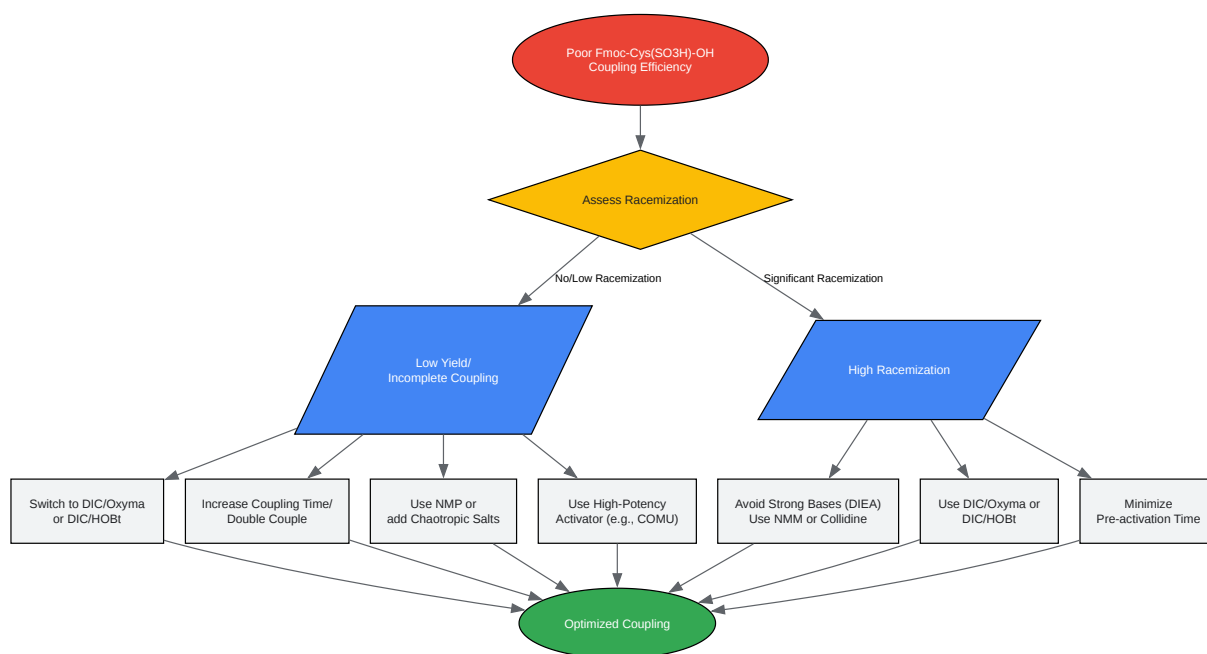 Poor Fmoc-Cys(SO3H)-OH
Coupling Efficiency
Assess Racemization
No/Low Racemization
Significant Racemization
Low Yield/
Incomplete Coupling
High Racemization
Switch to DIC/Oxyma
or DIC/HOBt
Increase Coupling Time/
Double Couple
Use NMP or
add Chaotropic Salts
Use High-Potency
Activator (e.g., COMU)
Avoid Strong Bases (DIEA)
Use NMM or Collidine
Use DIC/Oxyma or
DIC/HOBt
Minimize
Pre-activation Time
Optimized Coupling